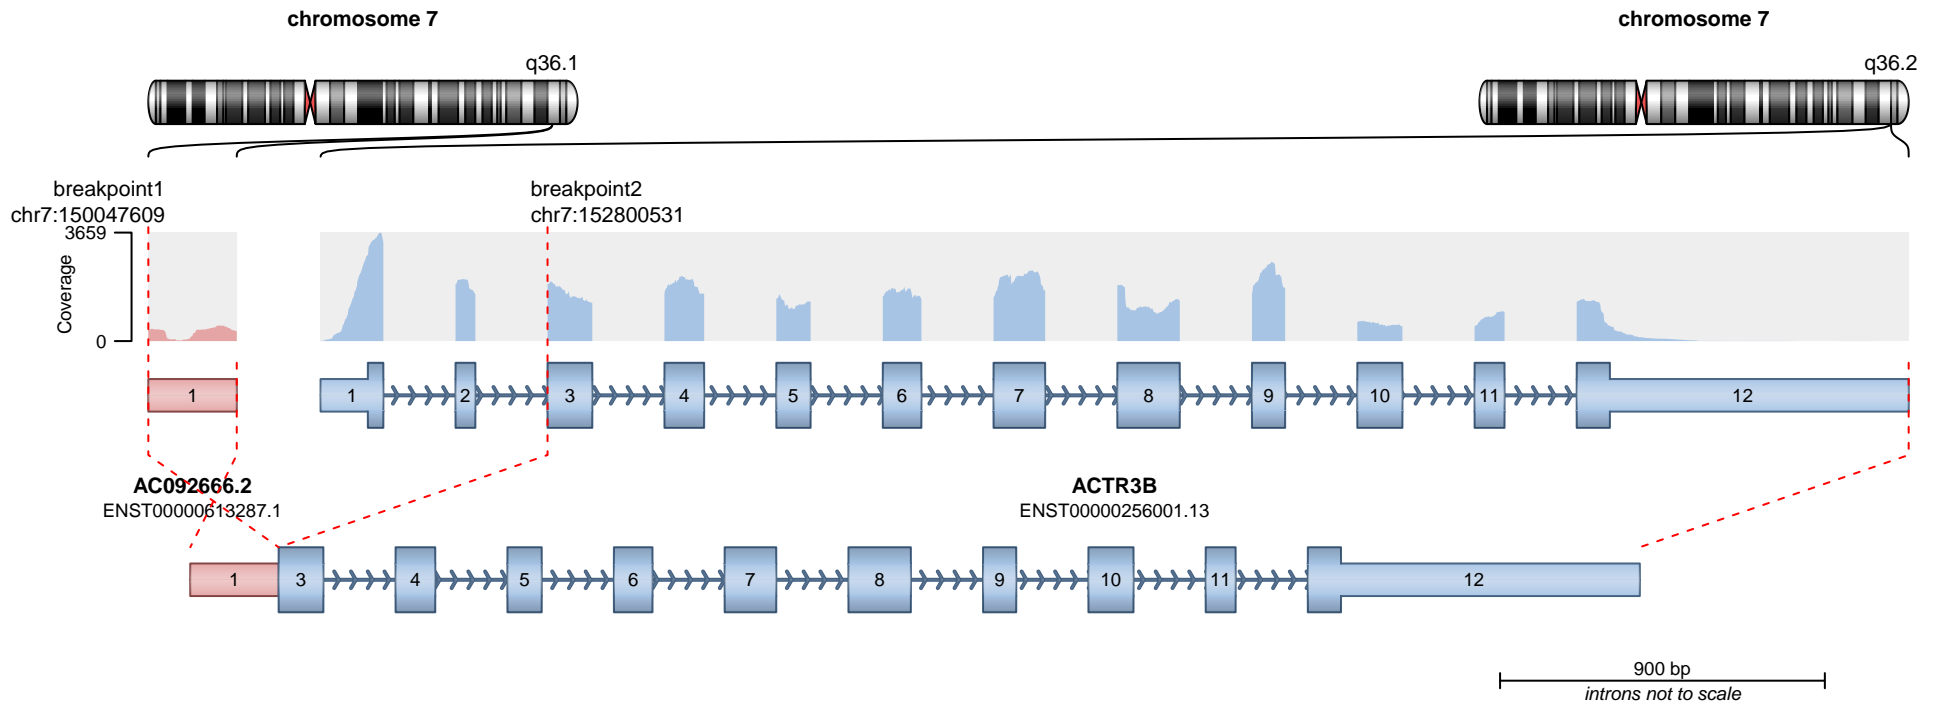 chromosome 7
chromosome 7
q36.1
q36.2
breakpoint1
chr7:150047609
breakpoint2
chr7:152800531
3659
Coverage
0
1
1
2
3
4
5
6
7
8
9
10
11
12
AC092666.2
ENST00000613287.1
ACTR3B
ENST00000256001.13
1
3
4
5
6
7
8
9
10
11
12
900 bp
introns not to scale